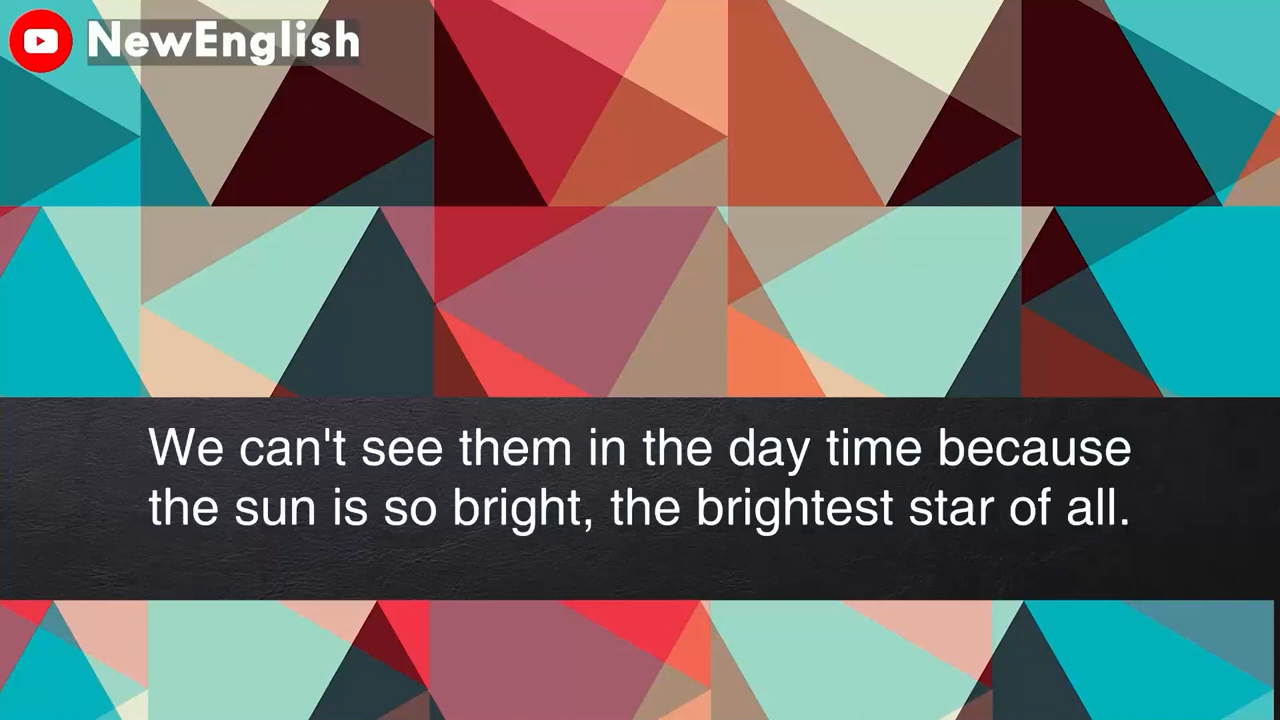 NewEnglish
We can't see them in the day time because
the sun is so bright, the brightest star of all.